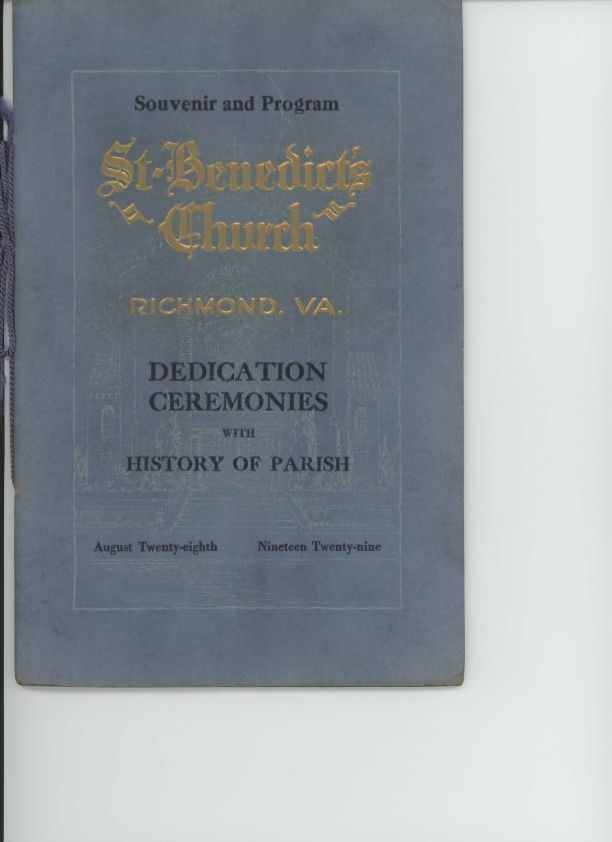 Souvenir and Program
St-Benedict's
Church
RICHMOND, VA.
DEDICATION
CEREMONIES
WITH
HISTORY OF PARISH
August Twenty-eighth Nineteen Twenty-nine